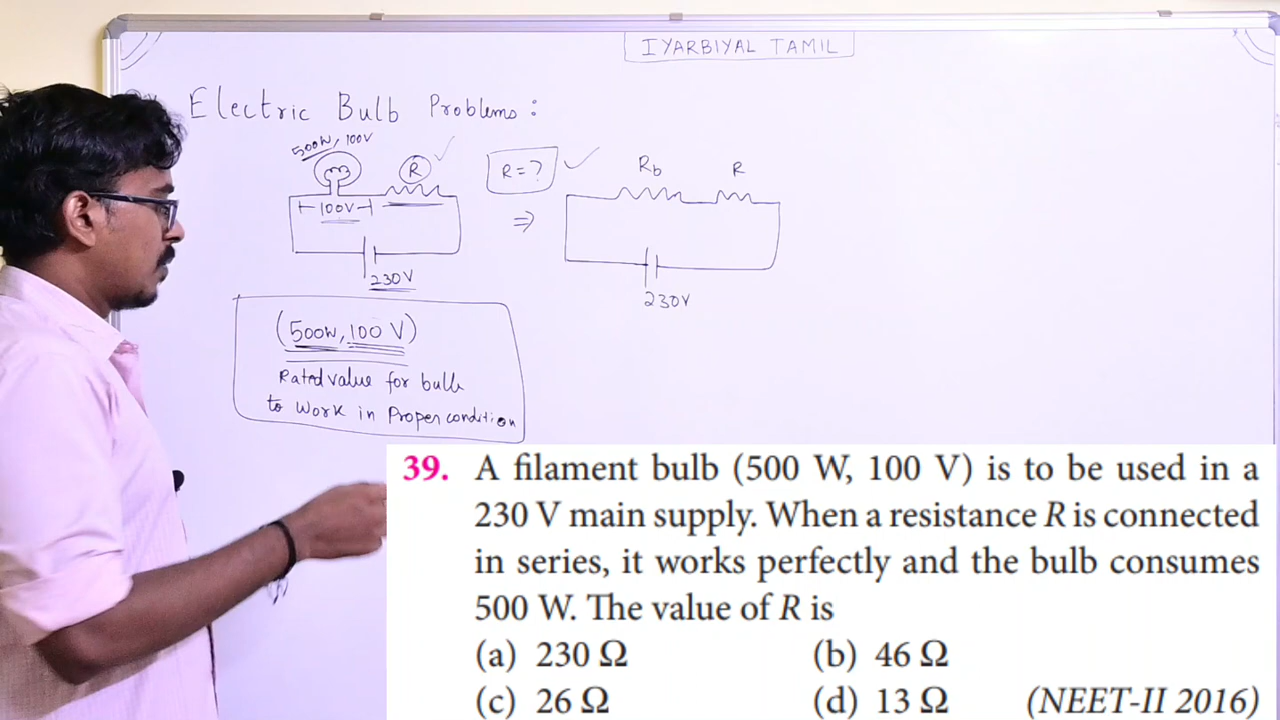 IYARBIYAL TAMIL
Electric Bulb Problems :
500W, 100V
R
R = ?
100V
230V
⇒
Rb
R
230V
(500W, 100 V)
Rated value for bulb
to work in Proper condition
39. A filament bulb (500 W, 100 V) is to be used in a
230 V main supply. When a resistance R is connected
in series, it works perfectly and the bulb consumes
500 W. The value of R is
(a) 230 Ω (b) 46 Ω
(c) 26 Ω (d) 13 Ω (NEET-II 2016)